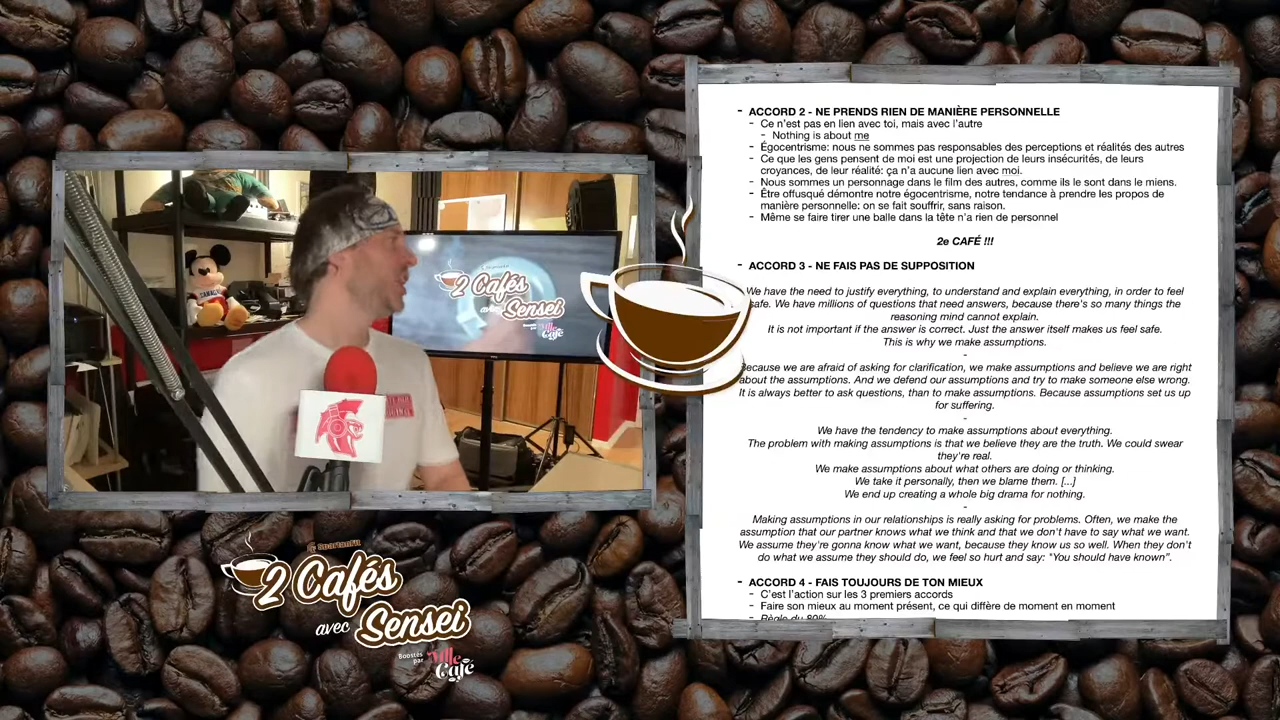 - ACCORD 2 - NE PRENDS RIEN DE MANIÈRE PERSONNELLE
- Ce n'est pas en lien avec toi, mais avec l'autre
- Nothing is about me
- Égocentrisme: nous ne sommes pas responsables des perceptions et réalités des autres
- Ce que les gens pensent de moi est une projection de leurs insécurités, de leurs
croyances, de leur réalité: ça n'a aucune lien avec moi.
- Nous sommes un personnage dans le film des autres, comme ils le sont dans le miens.
- Être offusqué démontre notre égocentrisme, notre tendance à prendre les propos de
manière personnelle: on se fait souffrir, sans raison.
- Même se faire tirer une balle dans la tête n'a rien de personnel
2e CAFÉ !!!
- ACCORD 3 - NE FAIS PAS DE SUPPOSITION
We have the need to justify everything, to understand and explain everything, in order to feel
safe. We have millions of questions that need answers, because there's so many things the
reasoning mind cannot explain.
It is not important if the answer is correct. Just the answer itself makes us feel safe.
This is why we make assumptions.
-
Because we are afraid of asking for clarification, we make assumptions and believe we are right
about the assumptions. And we defend our assumptions and try to make someone else wrong.
It is always better to ask questions, than to make assumptions. Because assumptions set us up
for suffering.
-
We have the tendency to make assumptions about everything.
The problem with making assumptions is that we believe they are the truth. We could swear
they're real.
We make assumptions about what others are doing or thinking.
We take it personally, then we blame them. [...]
We end up creating a whole big drama for nothing.
-
Making assumptions in our relationships is really asking for problems. Often, we make the
assumption that our partner knows what we think and that we don't have to say what we want.
We assume they're gonna know what we want, because they know us so well. When they don't
do what we assume they should do, we feel so hurt and say: "You should have known".
- ACCORD 4 - FAIS TOUJOURS DE TON MIEUX
- C'est l'action sur les 3 premiers accords
- Faire son mieux au moment présent, ce qui diffère de moment en moment
- Règle du 80%
2 Cafés
avec Sensei
SpartanFit
2 Cafés
avec Sensei
Boostés
par
Mlle
Café